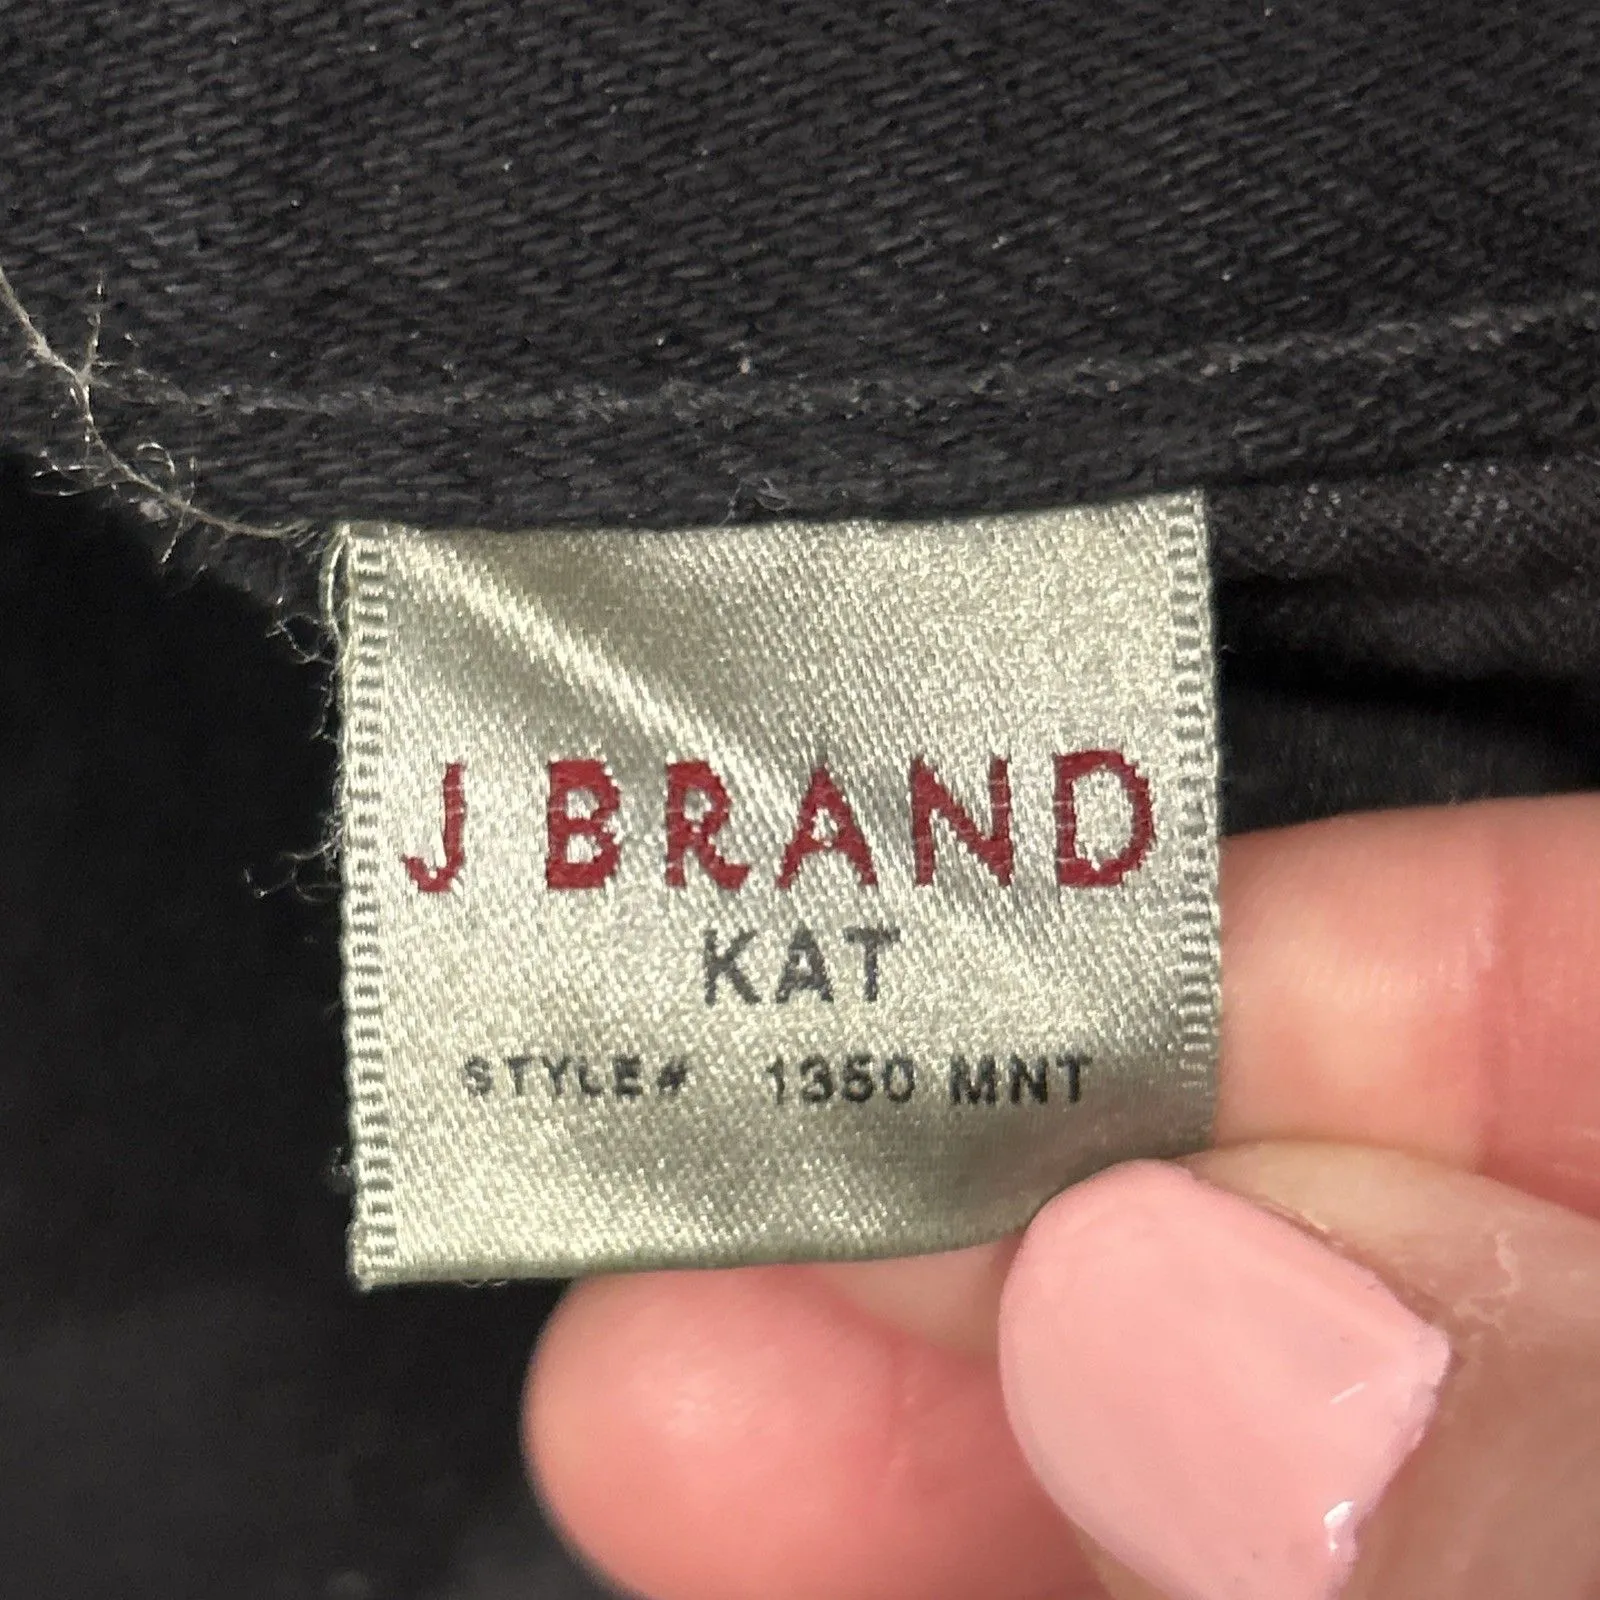 J BRAND
KAT
STYLE# 1350 MNT